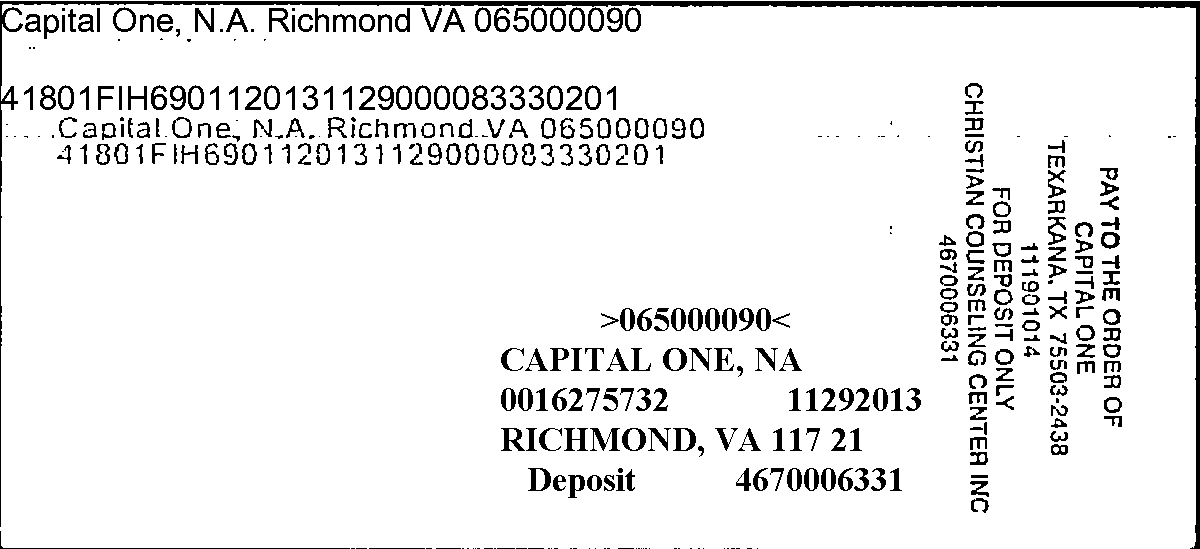 Capital One, N.A. Richmond VA 065000090
41801FIH69011201311290000083330201
Capital One, N.A. Richmond VA 065000090
41801FIH69011201311290000083330201
>065000090<
CAPITAL ONE, NA
0016275732 11292013
RICHMOND, VA 117 21
Deposit 4670006331
PAY TO THE ORDER OF
CAPITAL ONE
TEXARKANA, TX 75503-2438
111901014
FOR DEPOSIT ONLY
CHRISTIAN COUNSELING CENTER INC
4670006331